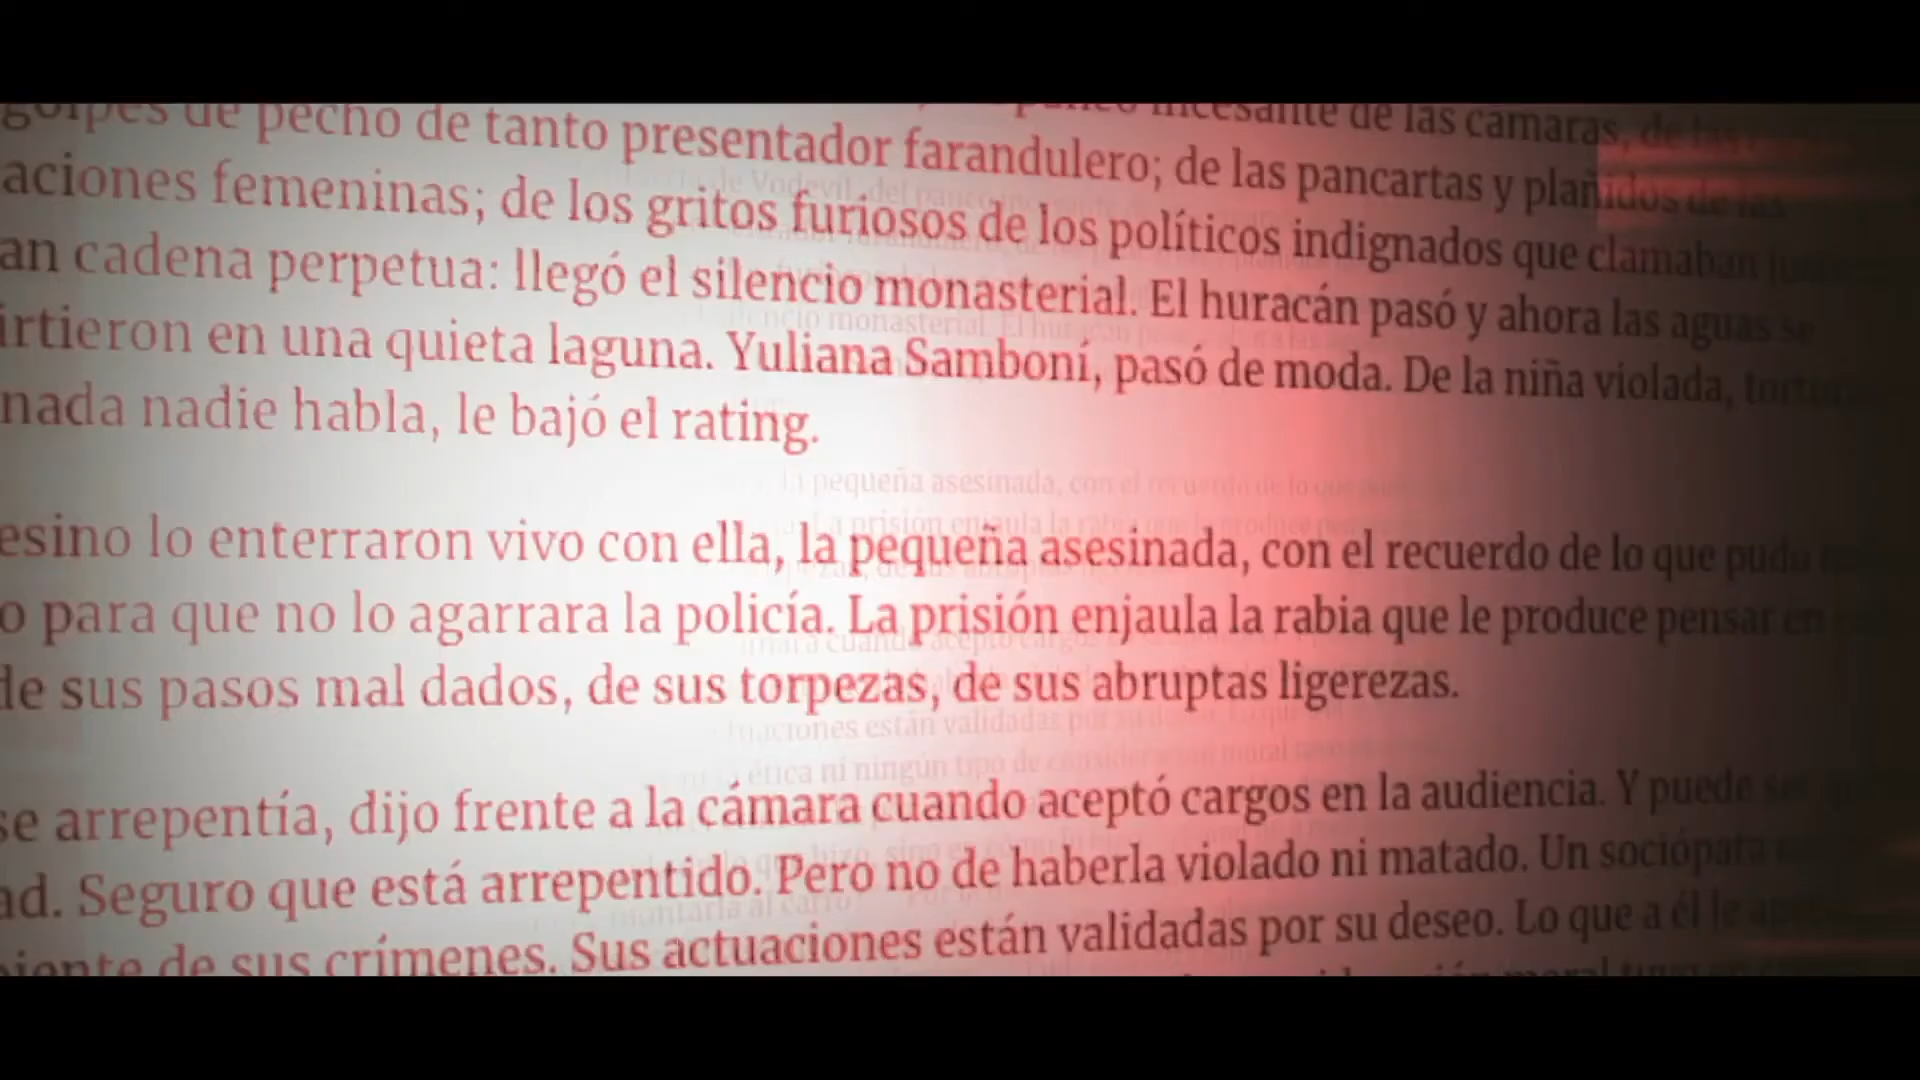 golpes de pecho de tanto presentador farandulero; de las pancartas y plañidos de las
incesante de las cámaras, de las
aciones femeninas; de los gritos furiosos de los políticos indignados que clamaban
an cadena perpetua: llegó el silencio monasterial. El huracán pasó y ahora las aguas se
irtieron en una quieta laguna. Yuliana Samboní, pasó de moda. De la niña violada,
nada nadie habla, le bajó el rating.
esino lo enterraron vivo con ella, la pequeña asesinada, con el recuerdo de lo que pudo
o para que no lo agarrara la policía. La prisión enjaula la rabia que le produce pensar en
de sus pasos mal dados, de sus torpezas, de sus abruptas ligerezas.
se arrepentía, dijo frente a la cámara cuando aceptó cargos en la audiencia. Y puede ser
ad. Seguro que está arrepentido. Pero no de haberla violado ni matado. Un sociópata
de sus crímenes. Sus actuaciones están validadas por su deseo. Lo que a él le